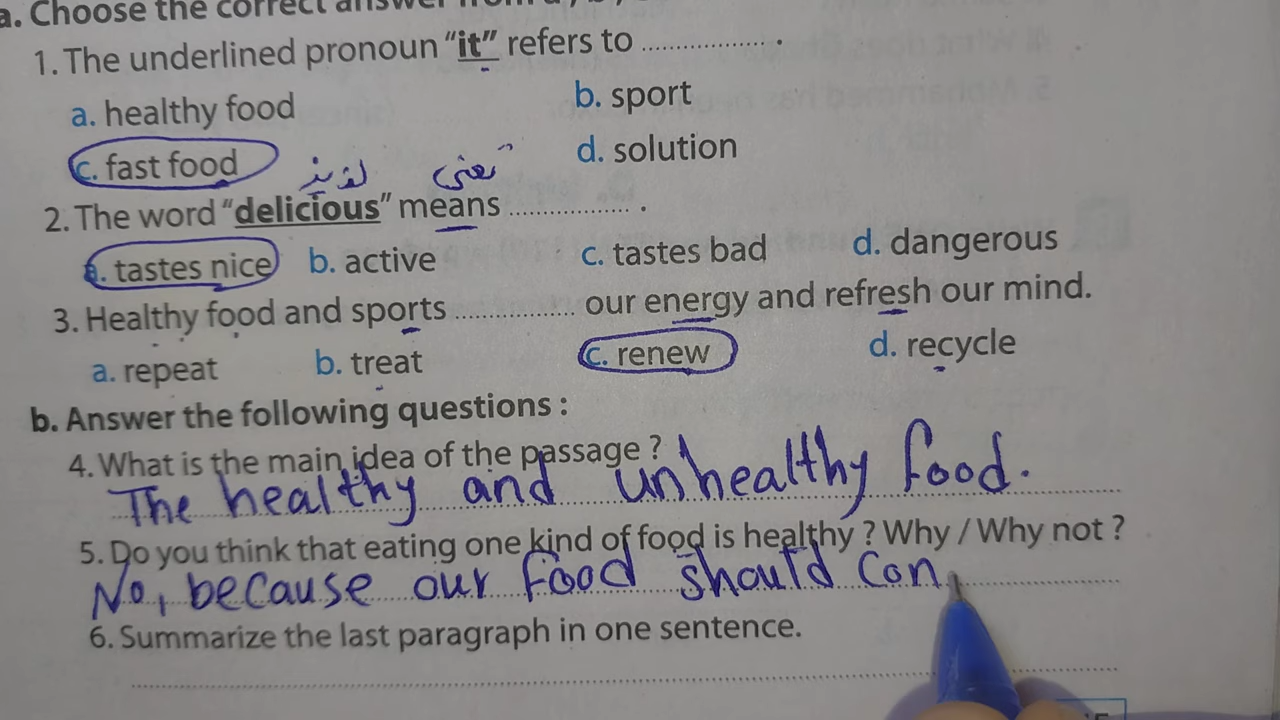 a. Choose the correct answer from a, b,
1. The underlined pronoun “it” refers to .................. .
a. healthy food b. sport
c. fast food d. solution
لذيذ تعنى
2. The word “delicious” means .................. .
a. tastes nice b. active c. tastes bad d. dangerous
3. Healthy food and sports .................. our energy and refresh our mind.
a. repeat b. treat c. renew d. recycle
b. Answer the following questions :
4. What is the main idea of the passage ?
The healthy and unhealthy food.
5. Do you think that eating one kind of food is healthy ? Why / Why not ?
No, because our food should con
6. Summarize the last paragraph in one sentence.